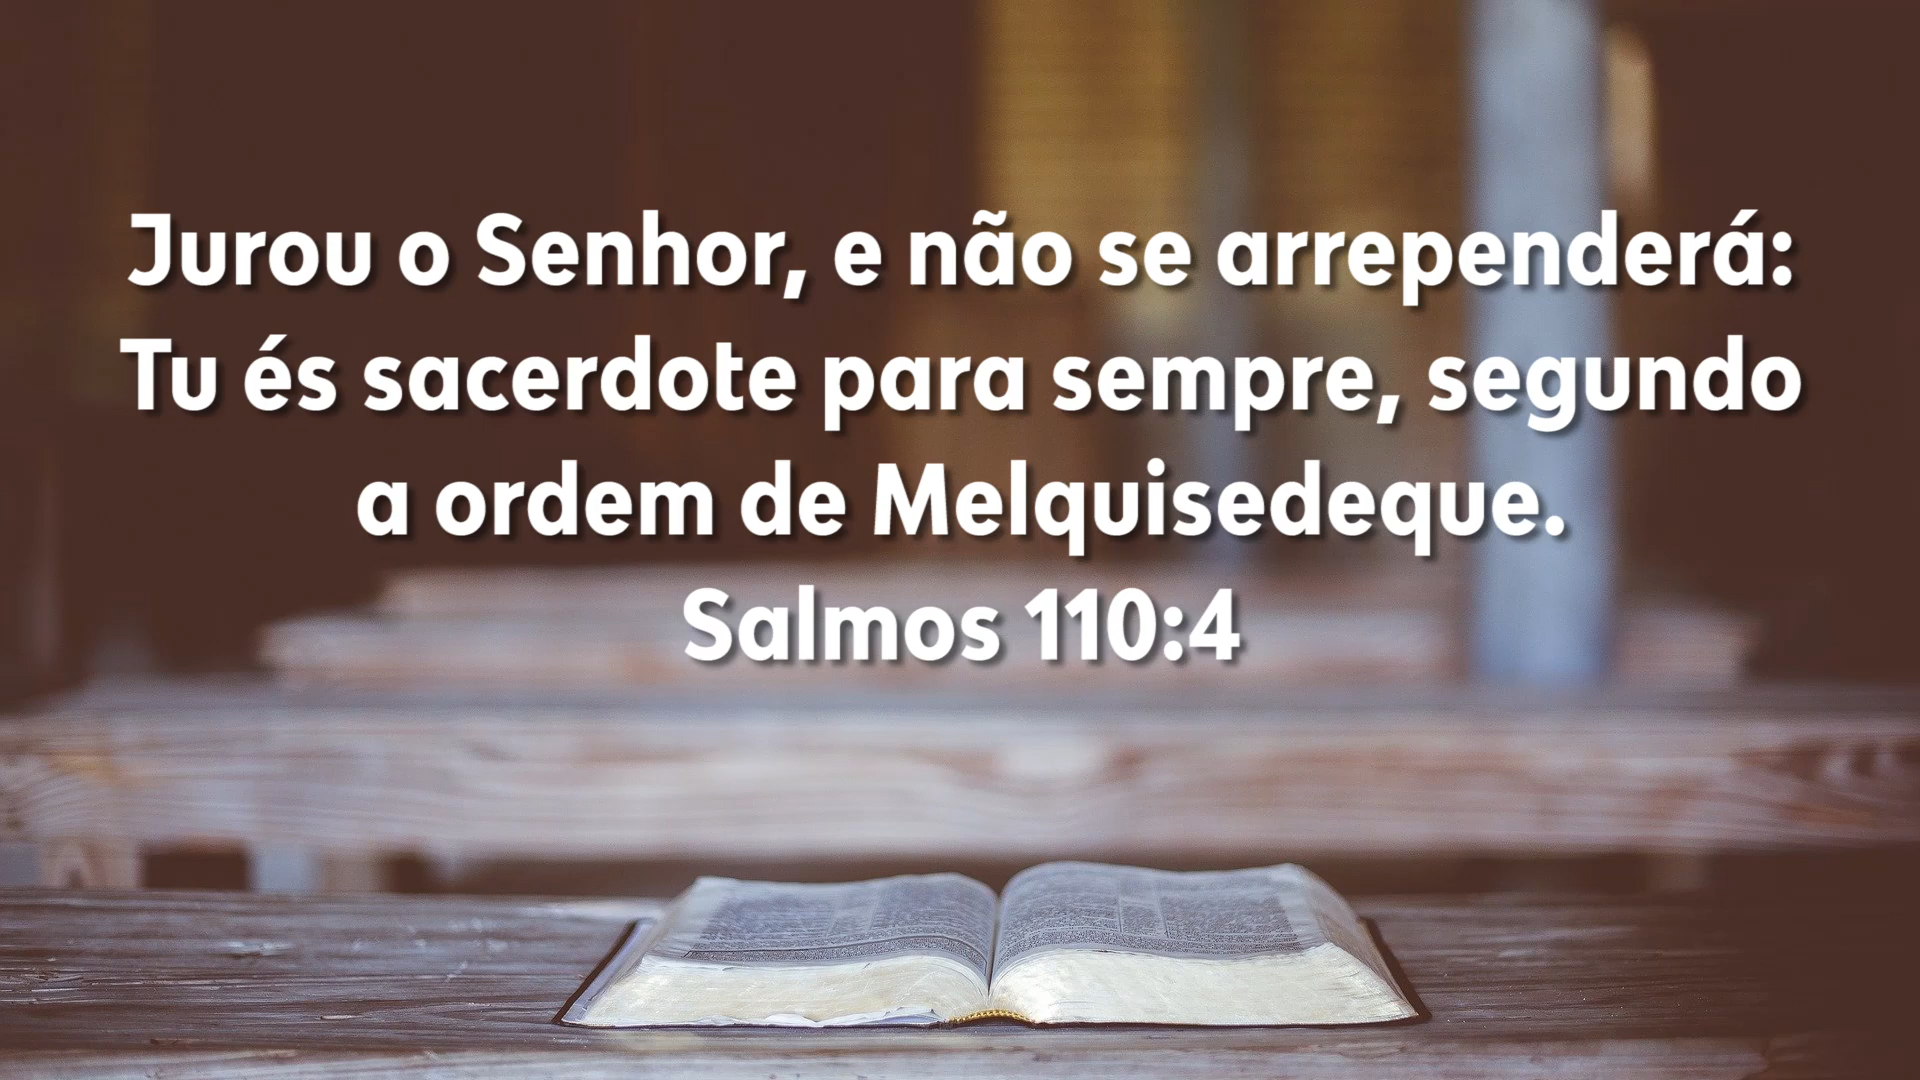 Jurou o Senhor, e não se arrependerá:
Tu és sacerdote para sempre, segundo
a ordem de Melquisedeque.
Salmos 110:4